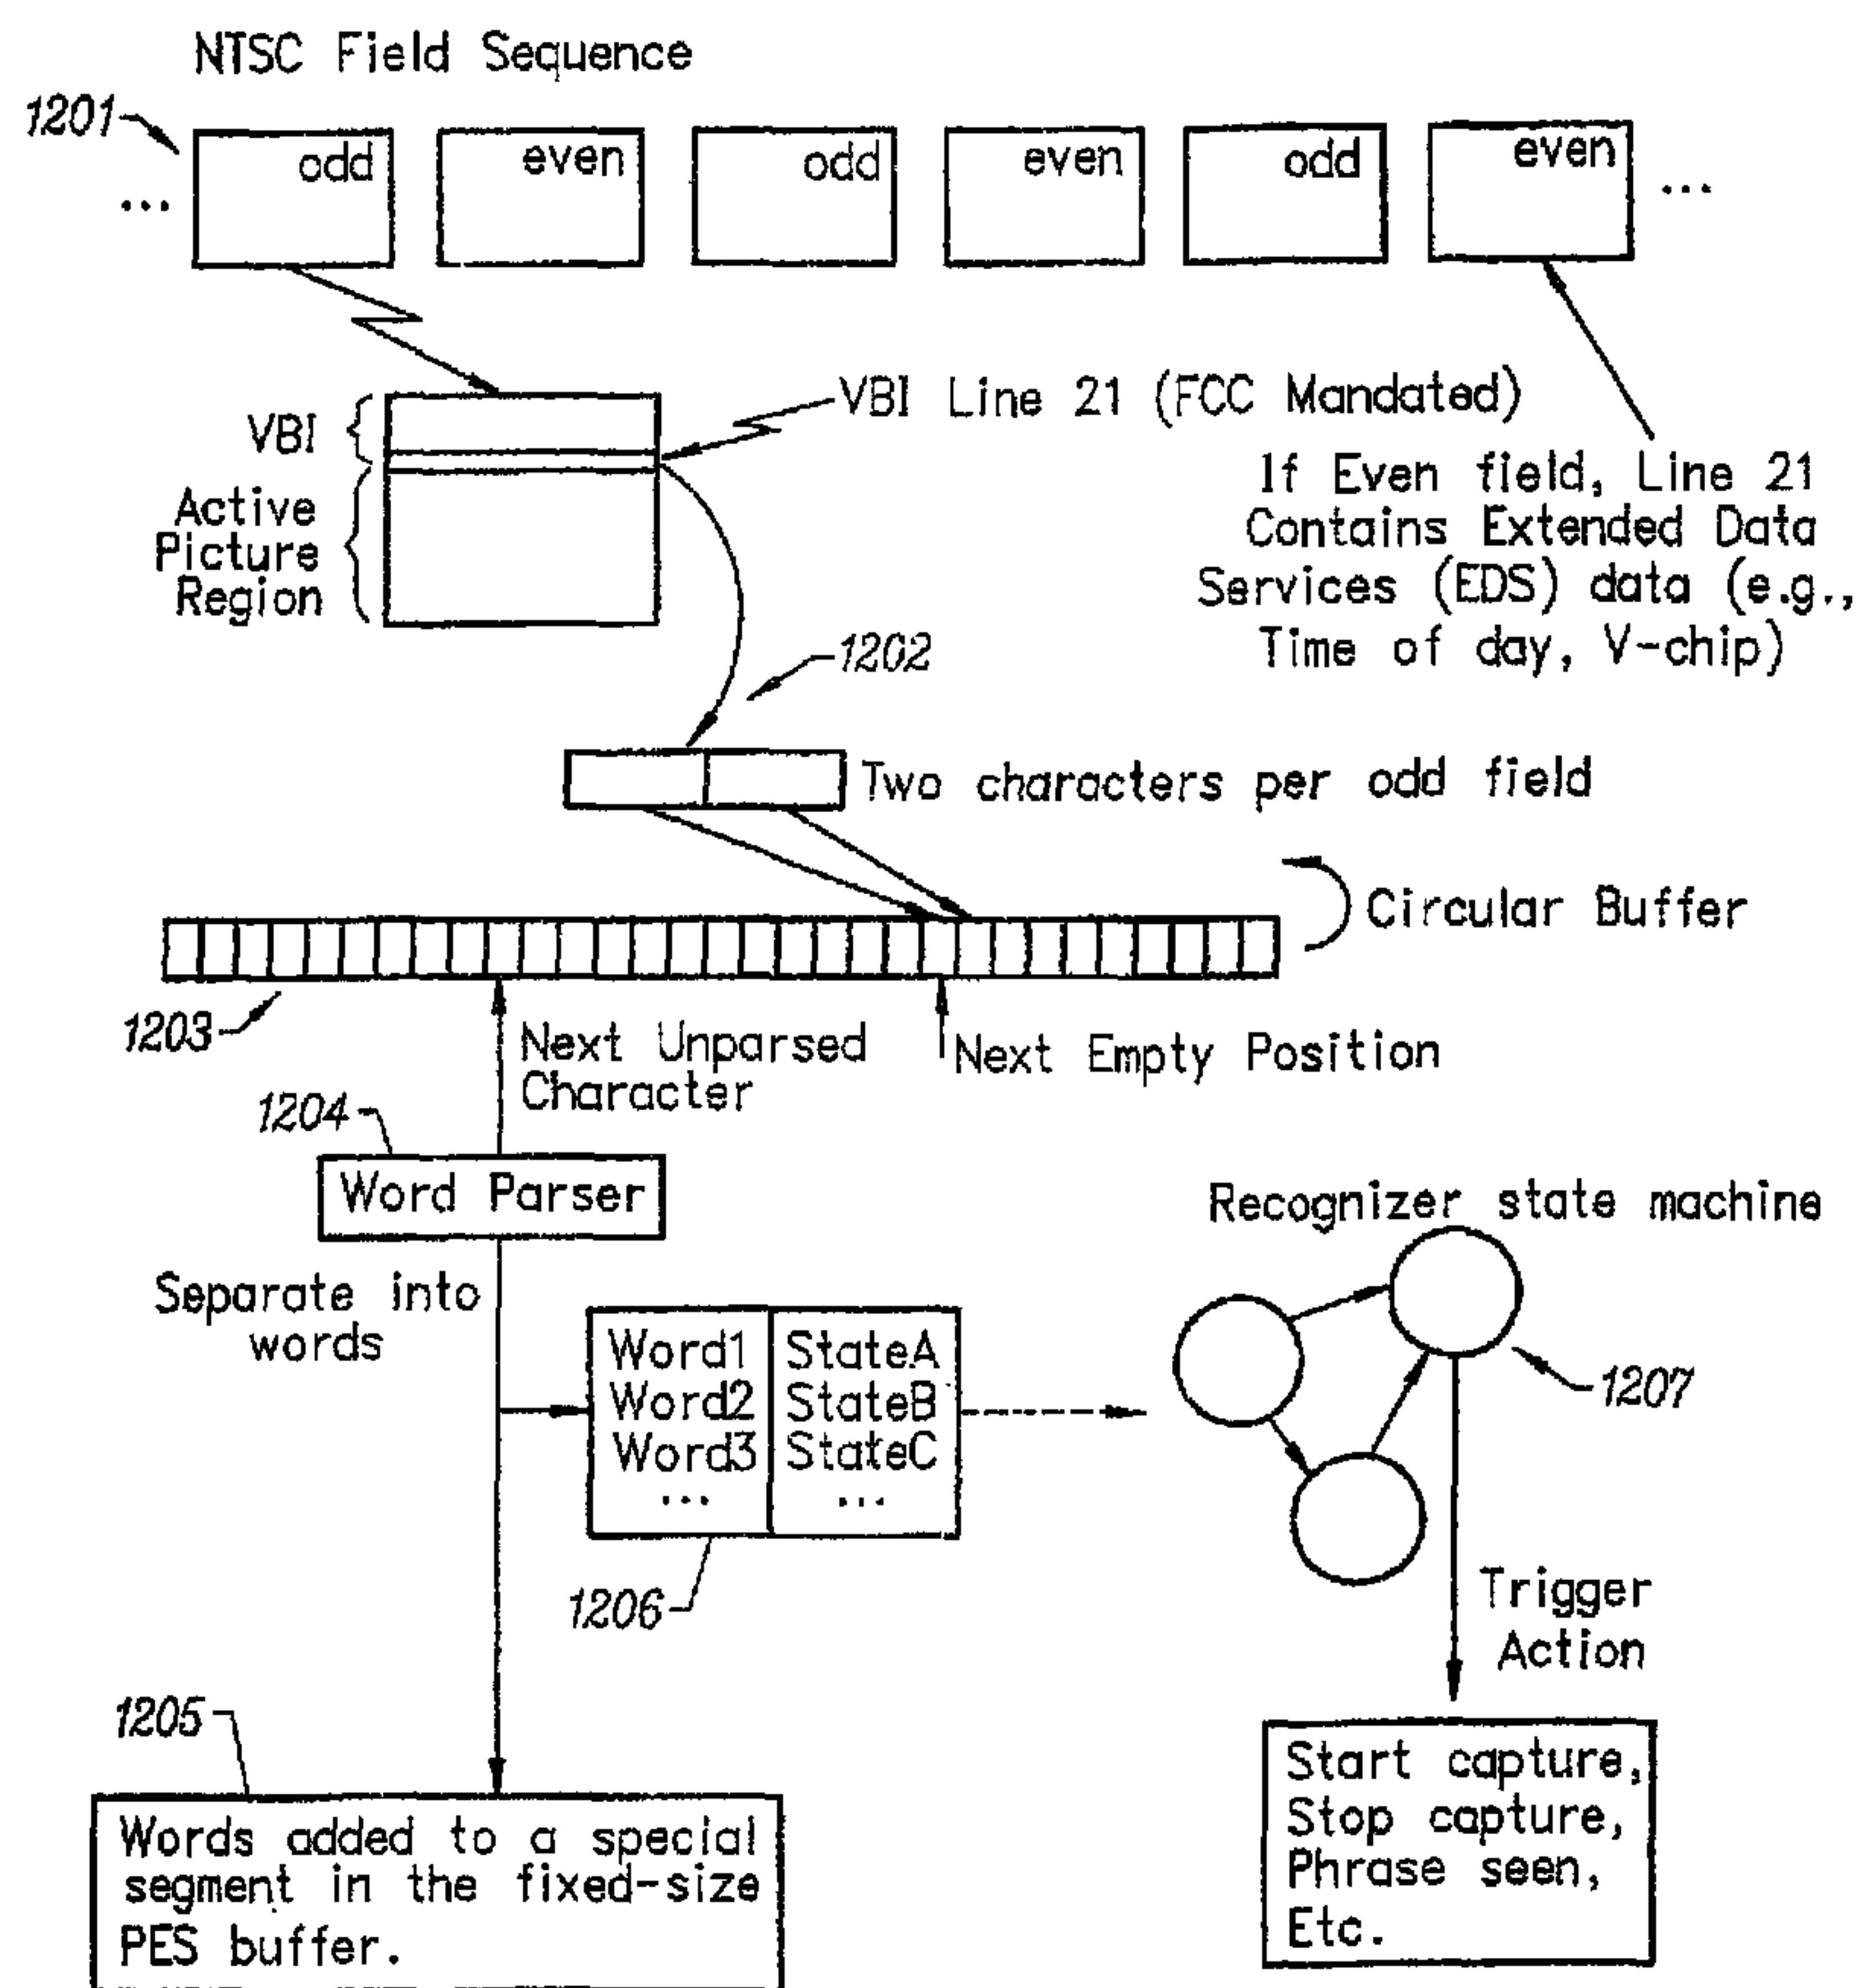 NTSC Field Sequence
1201
odd
even
odd
even
odd
even
...
...
VBI
VBI Line 21 (FCC Mandated)
Active
Picture
Region
If Even field, Line 21
Contains Extended Data
Services (EDS) data (e.g.,
Time of day, V-chip)
1202
Two characters per odd field
Circular Buffer
1203
Next Unparsed
Character
Next Empty Position
1204
Word Parser
Recognizer state machine
Separate into
words
Word1 StateA
Word2 StateB
Word3 StateC
... ...
1207
1206
Trigger
Action
1205
Words added to a special
segment in the fixed-size
PES buffer.
Start capture,
Stop capture,
Phrase seen,
Etc.